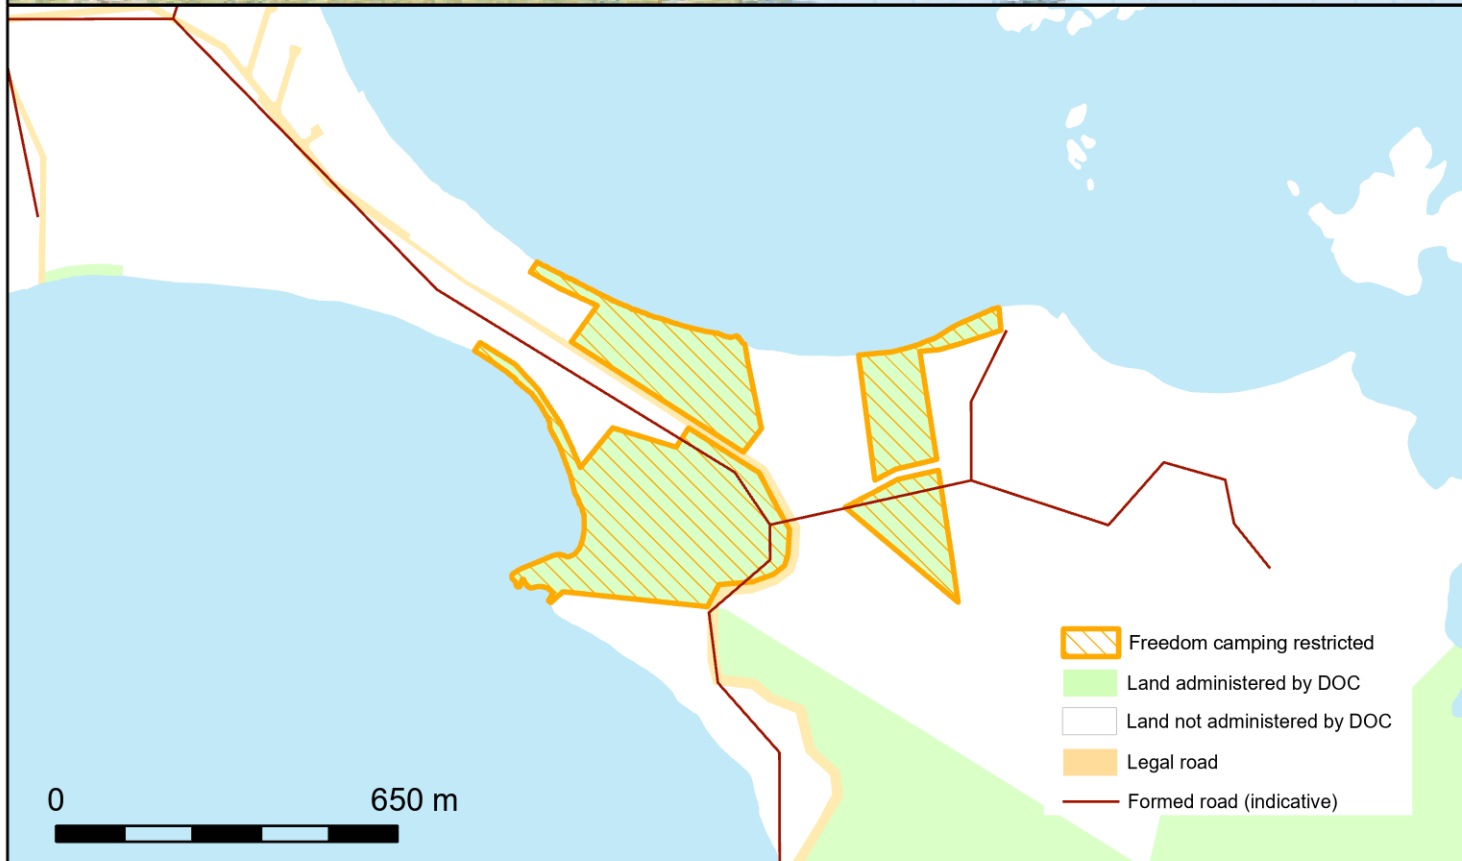 Freedom camping restricted
Land administered by DOC
Land not administered by DOC
Legal road
Formed road (indicative)
0 650 m